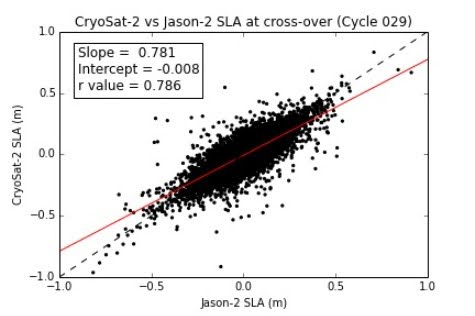 CryoSat-2 vs Jason-2 SLA at cross-over (Cycle 029)
Slope =  0.781
Intercept = -0.008
r value = 0.786
CryoSat-2 SLA (m)
1.0
0.5
0.0
−0.5
−1.0
−1.0 −0.5 0.0 0.5 1.0
Jason-2 SLA (m)